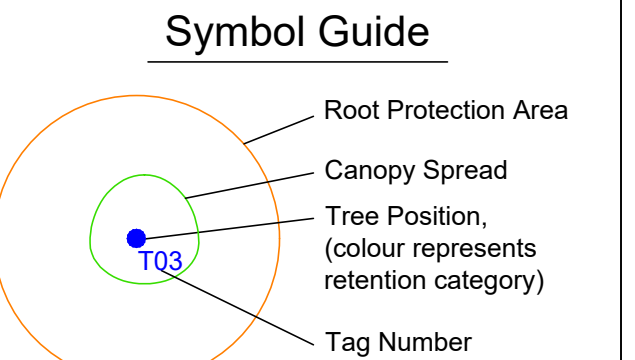 Symbol Guide
Root Protection Area
Canopy Spread
Tree Position,
(colour represents
retention category)
T03
Tag Number